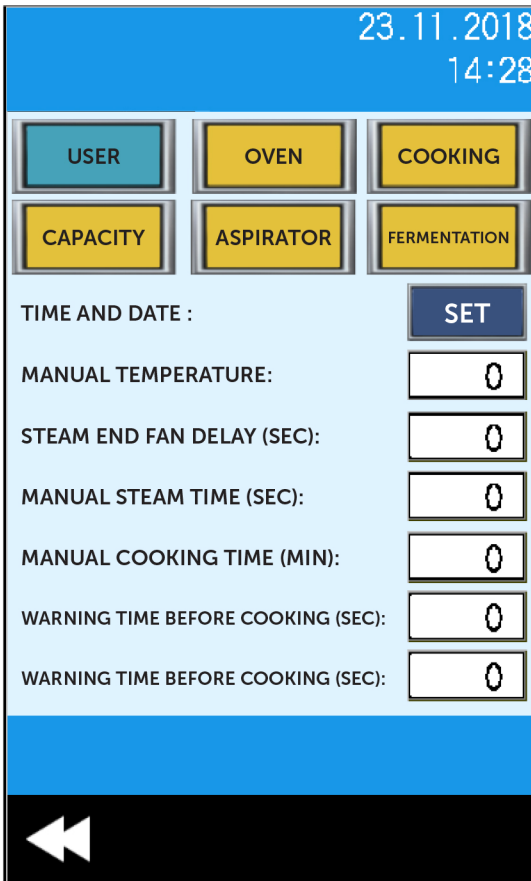 23.11.2018
14:28
USER OVEN COOKING
CAPACITY ASPIRATOR FERMENTATION
TIME AND DATE : SET
MANUAL TEMPERATURE: 0
STEAM END FAN DELAY (SEC): 0
MANUAL STEAM TIME (SEC): 0
MANUAL COOKING TIME (MIN): 0
WARNING TIME BEFORE COOKING (SEC): 0
WARNING TIME BEFORE COOKING (SEC): 0